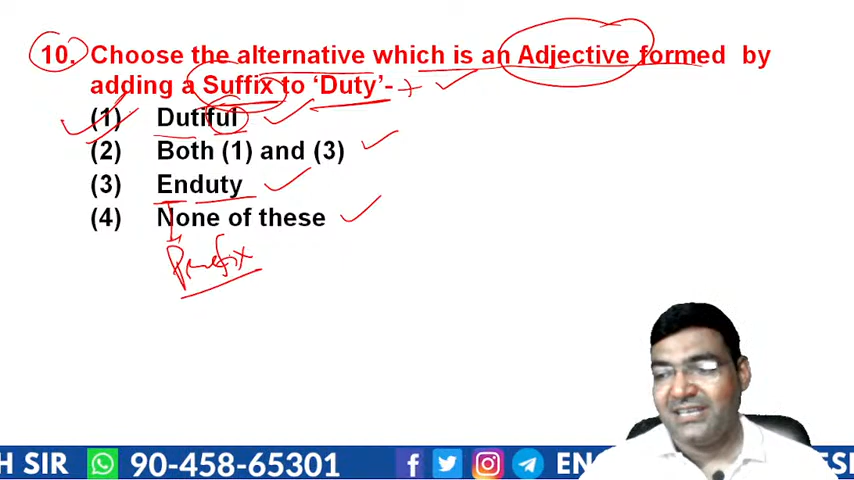 10. Choose the alternative which is an Adjective formed by
adding a Suffix to ‘Duty’-
(1) Dutiful
(2) Both (1) and (3)
(3) Enduty
(4) None of these
Prefix
H SIR 90-458-65301 EN